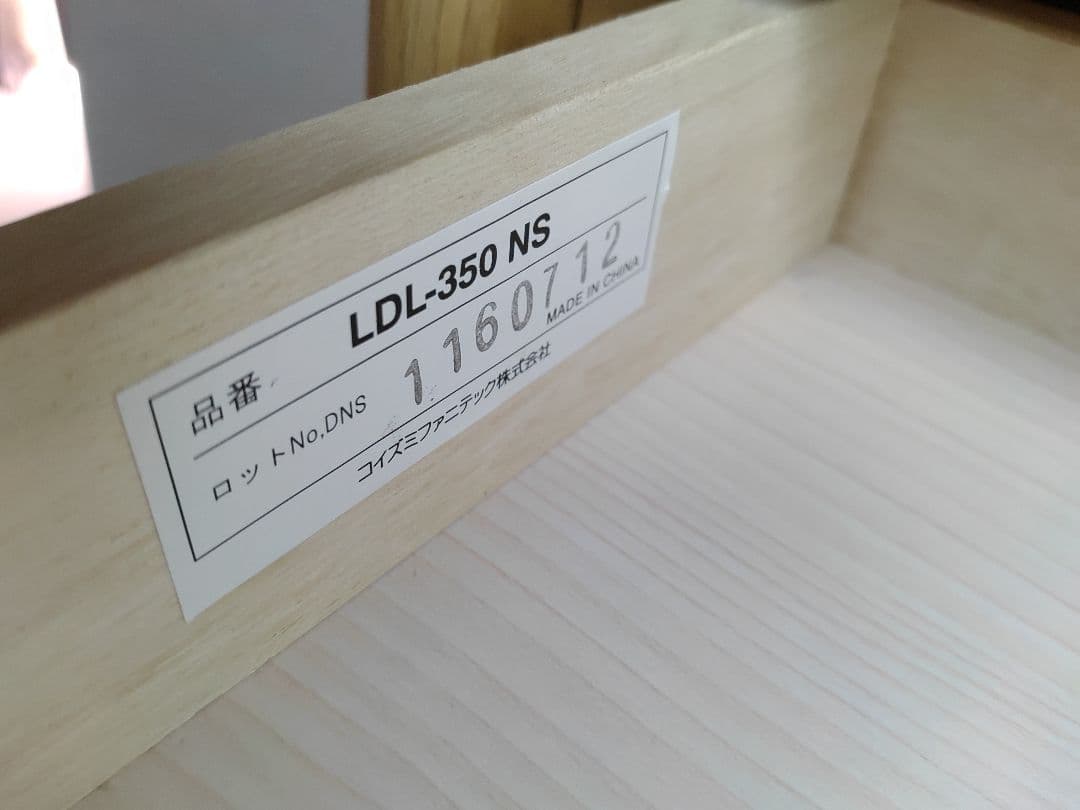 品番 LDL-350 NS
ロットNo,DNS 11160712
MADE IN CHINA
コイズミファニテック株式会社